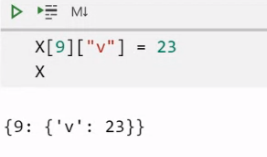 M↓
X[9]["v"] = 23
X
{9: {'v': 23}}